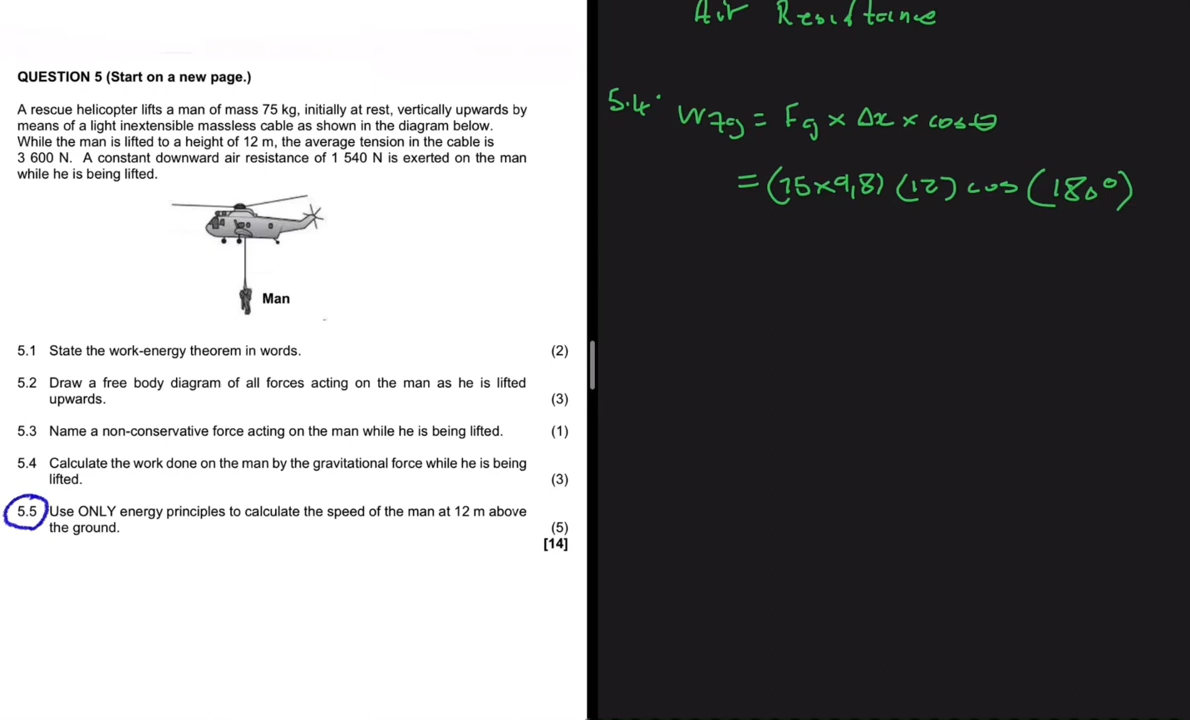 QUESTION 5 (Start on a new page.)
A rescue helicopter lifts a man of mass 75 kg, initially at rest, vertically upwards by
means of a light inextensible massless cable as shown in the diagram below.
While the man is lifted to a height of 12 m, the average tension in the cable is
3 600 N. A constant downward air resistance of 1 540 N is exerted on the man
while he is being lifted.
Man
5.1 State the work-energy theorem in words. (2)
5.2 Draw a free body diagram of all forces acting on the man as he is lifted
upwards. (3)
5.3 Name a non-conservative force acting on the man while he is being lifted. (1)
5.4 Calculate the work done on the man by the gravitational force while he is being
lifted. (3)
5.5 Use ONLY energy principles to calculate the speed of the man at 12 m above
the ground. (5)
[14]
Air Resistance
5.4. WFg = Fg × Δx × cosθ
= (75×9,8) (12) cos (180°)